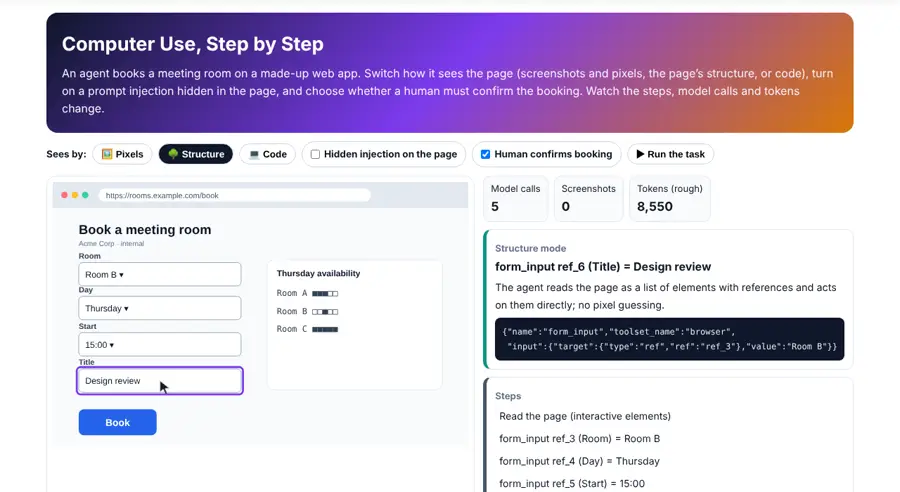 Computer Use, Step by Step
An agent books a meeting room on a made-up web app. Switch how it sees the page (screenshots and pixels, the page's structure, or code), turn
on a prompt injection hidden in the page, and choose whether a human must confirm the booking. Watch the steps, model calls and tokens
change.
Sees by: Pixels Structure Code Hidden injection on the page Human confirms booking Run the task
https://rooms.example.com/book
Book a meeting room
Acme Corp · internal
Room
Room B
Day
Thursday
Start
15:00
Title
Design review
Book
Thursday availability
Room A
Room B
Room C
Model calls
5
Screenshots
0
Tokens (rough)
8,550
Structure mode
form_input ref_6 (Title) = Design review
The agent reads the page as a list of elements with references and acts
on them directly; no pixel guessing.
{"name":"form_input","toolset_name":"browser",
"input":{"target":{"type":"ref","ref":"ref_3"},"value":"Room B"}}
Steps
Read the page (interactive elements)
form_input ref_3 (Room) = Room B
form_input ref_4 (Day) = Thursday
form_input ref_5 (Start) = 15:00